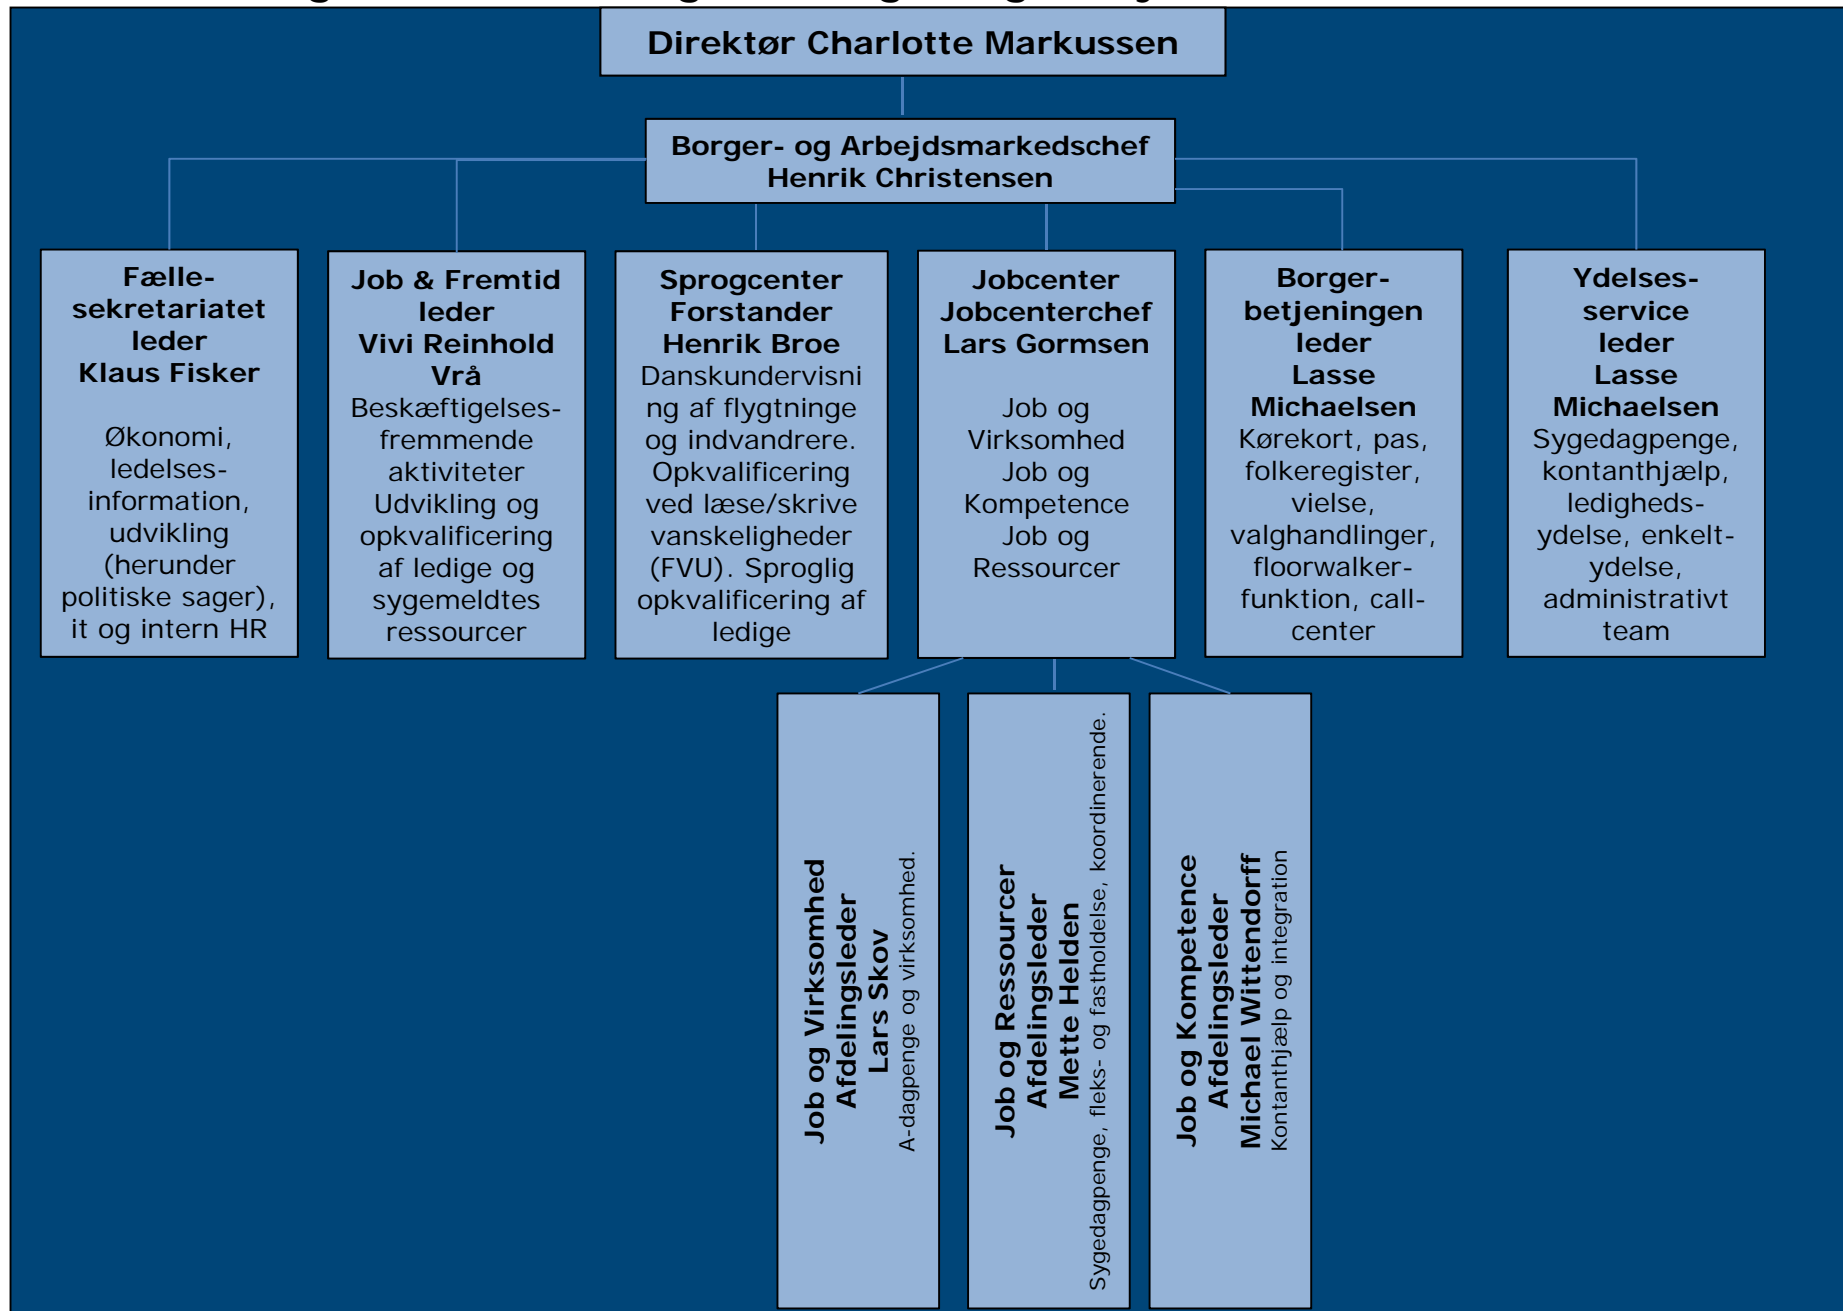 Direktør Charlotte Markussen
Borger- og Arbejdsmarkedschef
Henrik Christensen
Fælle-
sekretariatet
leder
Klaus Fisker
Økonomi,
ledelses-
information,
udvikling
(herunder
politiske sager),
it og intern HR
Job & Fremtid
leder
Vivi Reinhold
Vrå
Beskæftigelses-
fremmende
aktiviteter
Udvikling og
opkvalificering
af ledige og
sygemeldtes
ressourcer
Sprogcenter
Forstander
Henrik Broe
Danskundervisni
ng af flygtninge
og indvandrere.
Opkvalificering
ved læse/skrive
vanskeligheder
(FVU). Sproglig
opkvalificering af
ledige
Jobcenter
Jobcenterchef
Lars Gormsen
Job og
Virksomhed
Job og
Kompetence
Job og
Ressourcer
Borger-
betjeningen
leder
Lasse
Michaelsen
Kørekort, pas,
folkeregister,
vielse,
valghandlinger,
floorwalker-
funktion, call-
center
Ydelses-
service
leder
Lasse
Michaelsen
Sygedagpenge,
kontanthjælp,
ledigheds-
ydelse, enkelt-
ydelse,
administrativt
team
Job og Virksomhed
Afdelingsleder
Lars Skov
A-dagpenge og virksomhed.
Job og Ressourcer
Afdelingsleder
Mette Helden
Sygedagpenge, fleks- og fastholdelse, koordinerende.
Job og Kompetence
Afdelingsleder
Michael Wittendorff
Kontanthjælp og integration